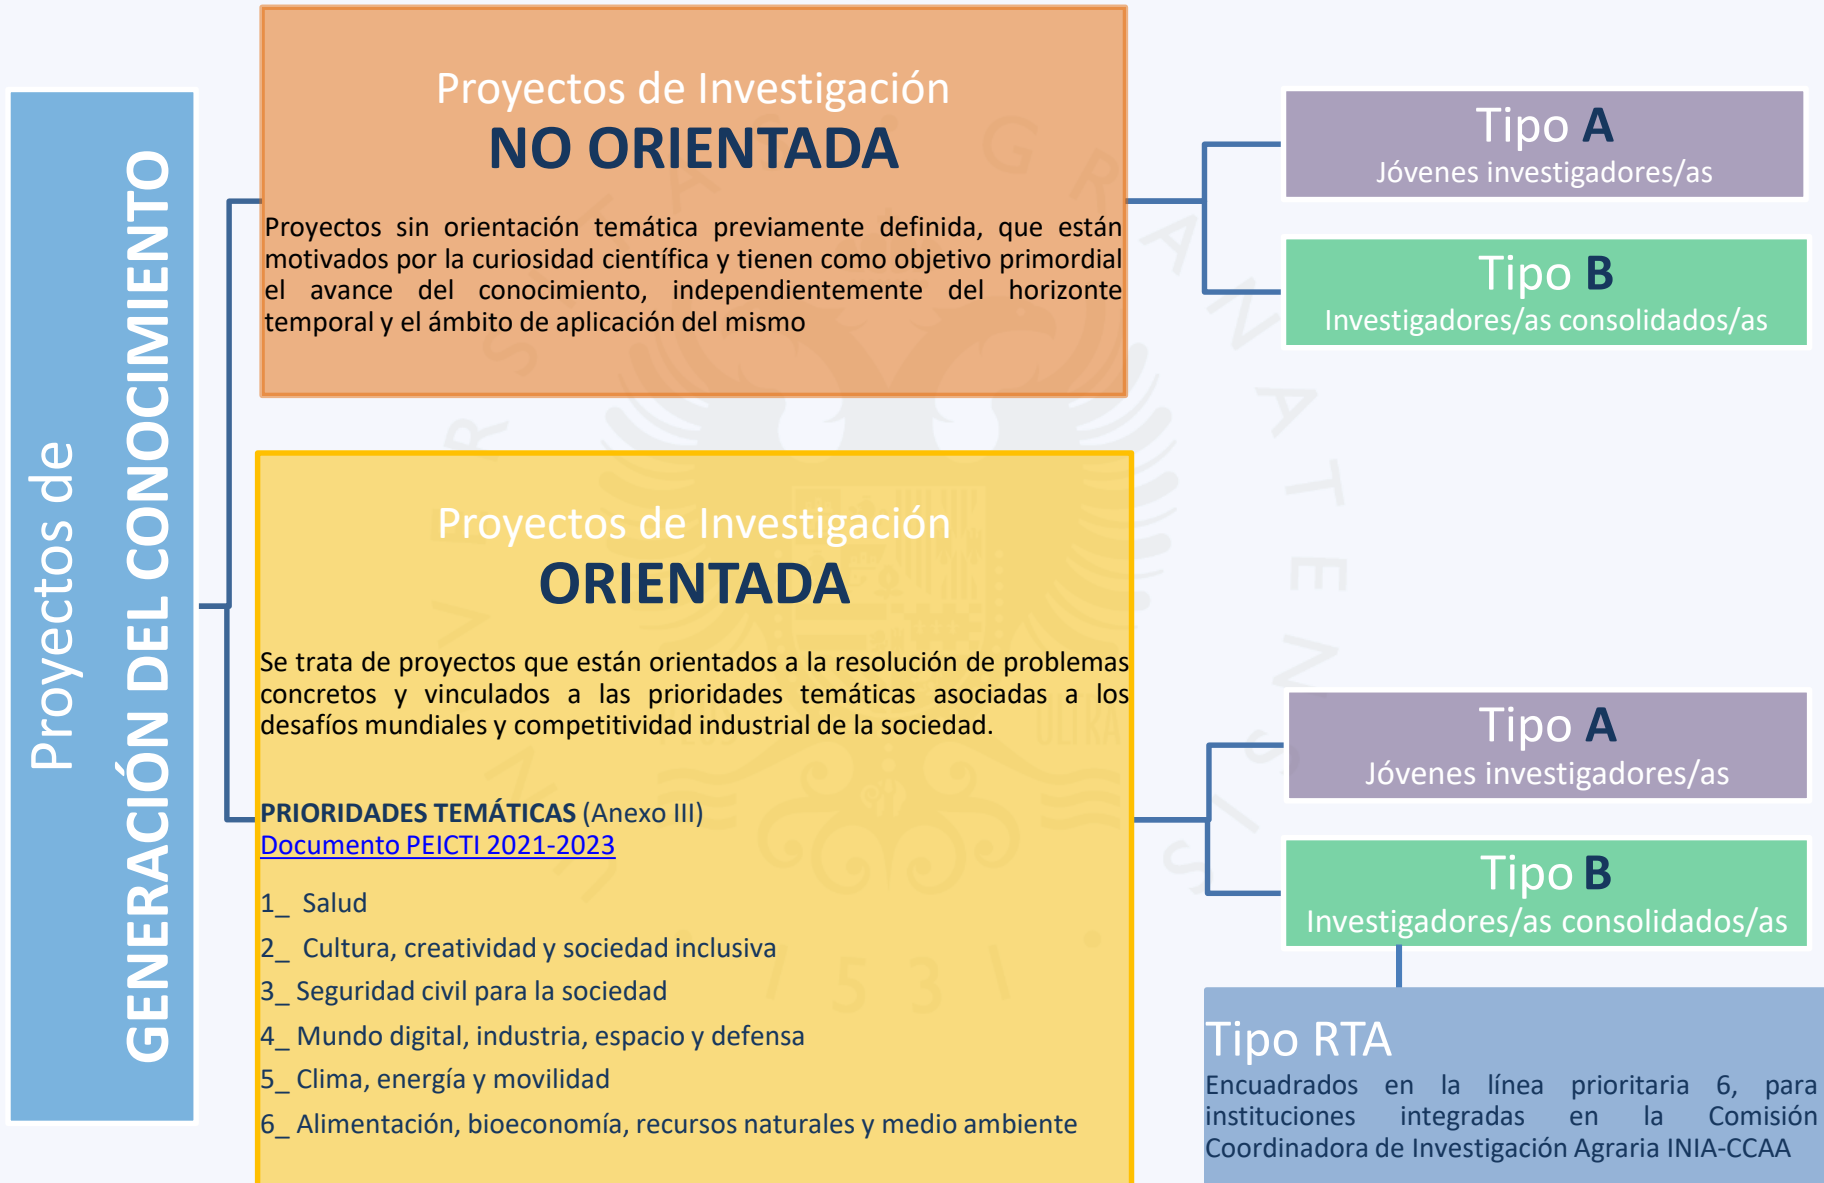 Proyectos de
GENERACIÓN DEL CONOCIMIENTO
Proyectos de Investigación
NO ORIENTADA
Proyectos sin orientación temática previamente definida, que están
motivados por la curiosidad científica y tienen como objetivo primordial
el avance del conocimiento, independientemente del horizonte
temporal y el ámbito de aplicación del mismo
Tipo A
Jóvenes investigadores/as
Tipo B
Investigadores/as consolidados/as
Proyectos de Investigación
ORIENTADA
Se trata de proyectos que están orientados a la resolución de problemas
concretos y vinculados a las prioridades temáticas asociadas a los
desafíos mundiales y competitividad industrial de la sociedad.
PRIORIDADES TEMÁTICAS (Anexo III)
Documento PEICTI 2021-2023
1_ Salud
2_ Cultura, creatividad y sociedad inclusiva
3_ Seguridad civil para la sociedad
4_ Mundo digital, industria, espacio y defensa
5_ Clima, energía y movilidad
6_ Alimentación, bioeconomía, recursos naturales y medio ambiente
Tipo A
Jóvenes investigadores/as
Tipo B
Investigadores/as consolidados/as
Tipo RTA
Encuadrados en la línea prioritaria 6, para
instituciones integradas en la Comisión
Coordinadora de Investigación Agraria INIA-CCAA
GRANATENSIS
ULTRA
1531